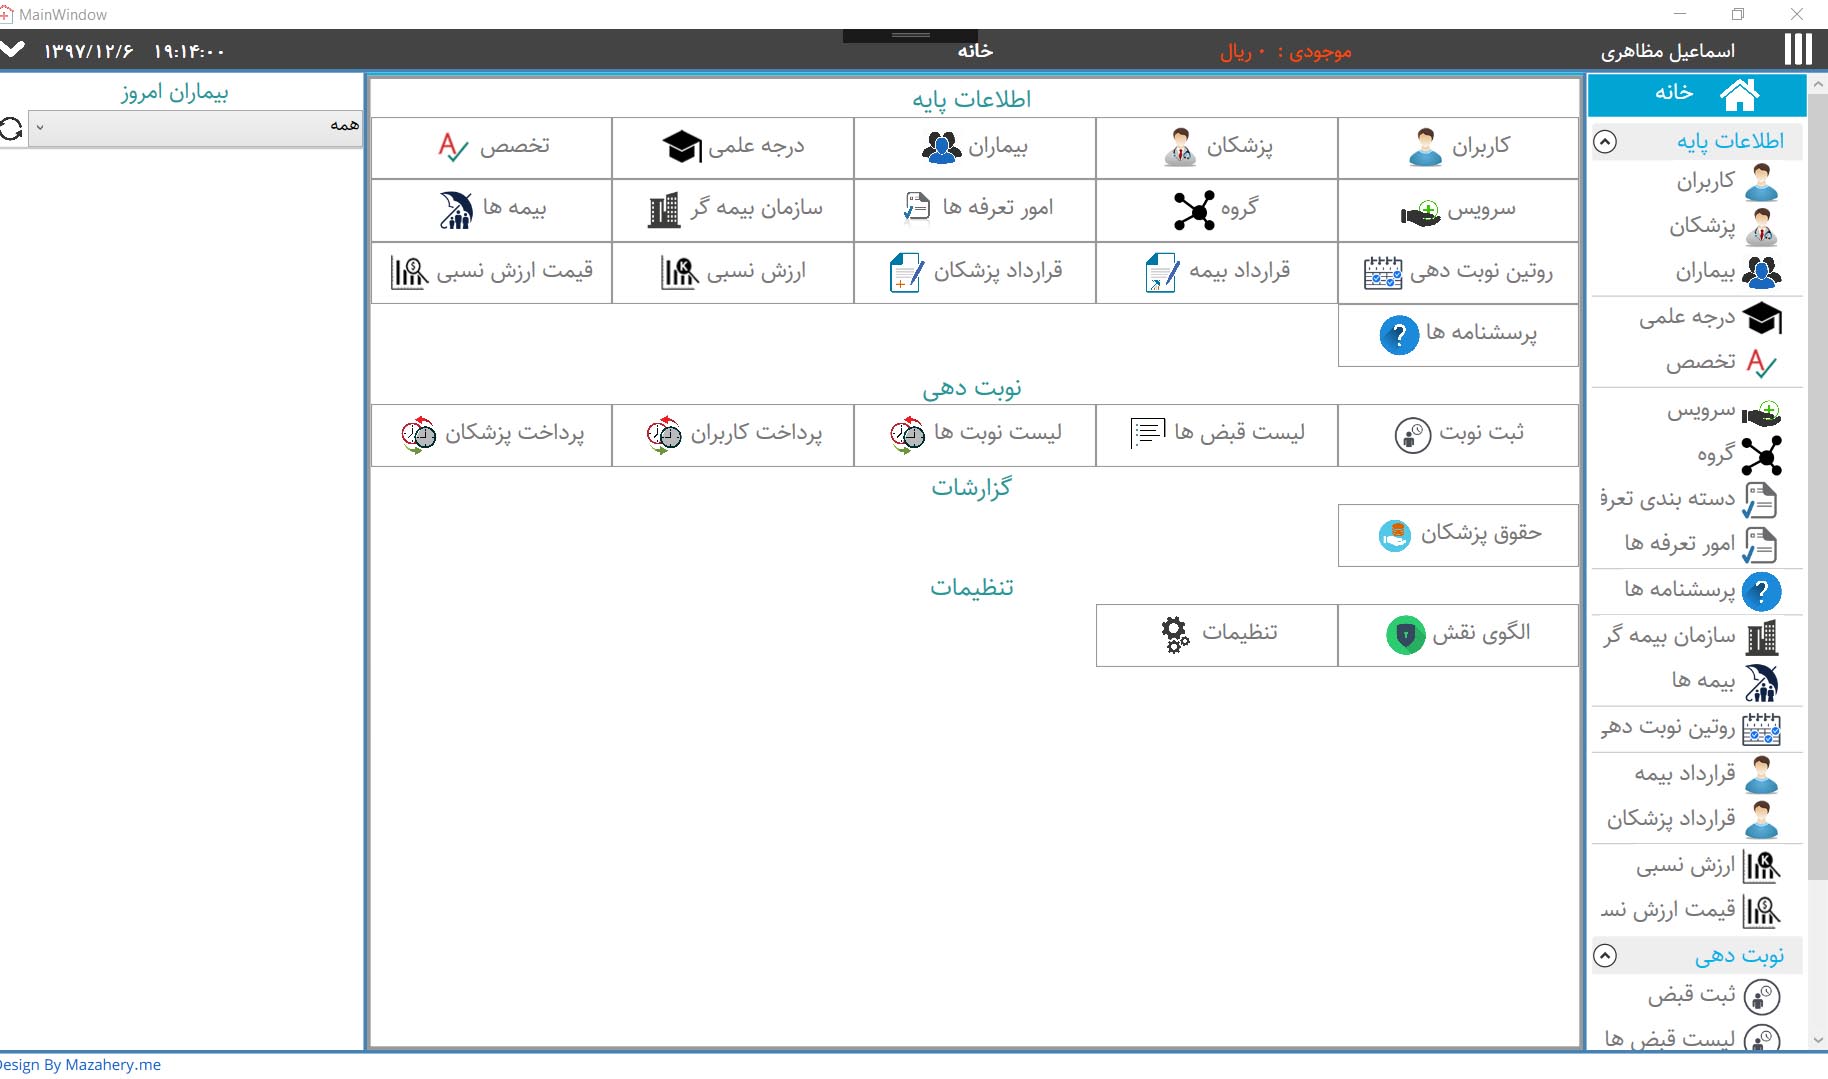 MainWindow
اسماعیل مظاهری
موجودی : ۰ ریال
خانه
۱۹:۱۴:۰۰
۱۳۹۷/۱۲/۶
خانه
اطلاعات پایه
کاربران
پزشکان
بیماران
درجه علمی
تخصص
سرویس
گروه
دسته بندی تعرف
امور تعرفه ها
پرسشنامه ها
سازمان بیمه گر
بیمه ها
روتین نوبت دهی
قرارداد بیمه
قرارداد پزشکان
ارزش نسبی
قیمت ارزش نسب
نوبت دهی
ثبت قبض
لیست قبض ها
اطلاعات پایه
کاربران
پزشکان
بیماران
درجه علمی
تخصص
سرویس
گروه
امور تعرفه ها
سازمان بیمه گر
بیمه ها
روتین نوبت دهی
قرارداد بیمه
قرارداد پزشکان
ارزش نسبی
قیمت ارزش نسبی
پرسشنامه ها
نوبت دهی
ثبت نوبت
لیست قبض ها
لیست نوبت ها
پرداخت کاربران
پرداخت پزشکان
گزارشات
حقوق پزشکان
تنظیمات
الگوی نقش
تنظیمات
بیماران امروز
همه
Design By Mazahery.me